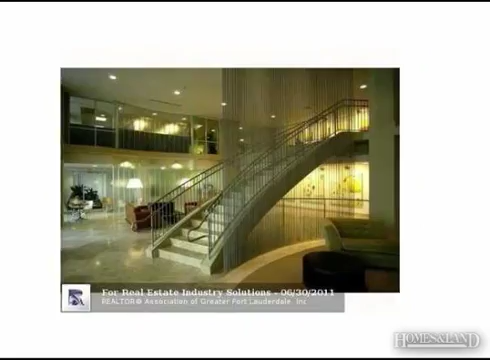 For Real Estate Industry Solutions - 06/30/2011
REALTOR® Association of Greater Fort Lauderdale, Inc
HOMES&LAND